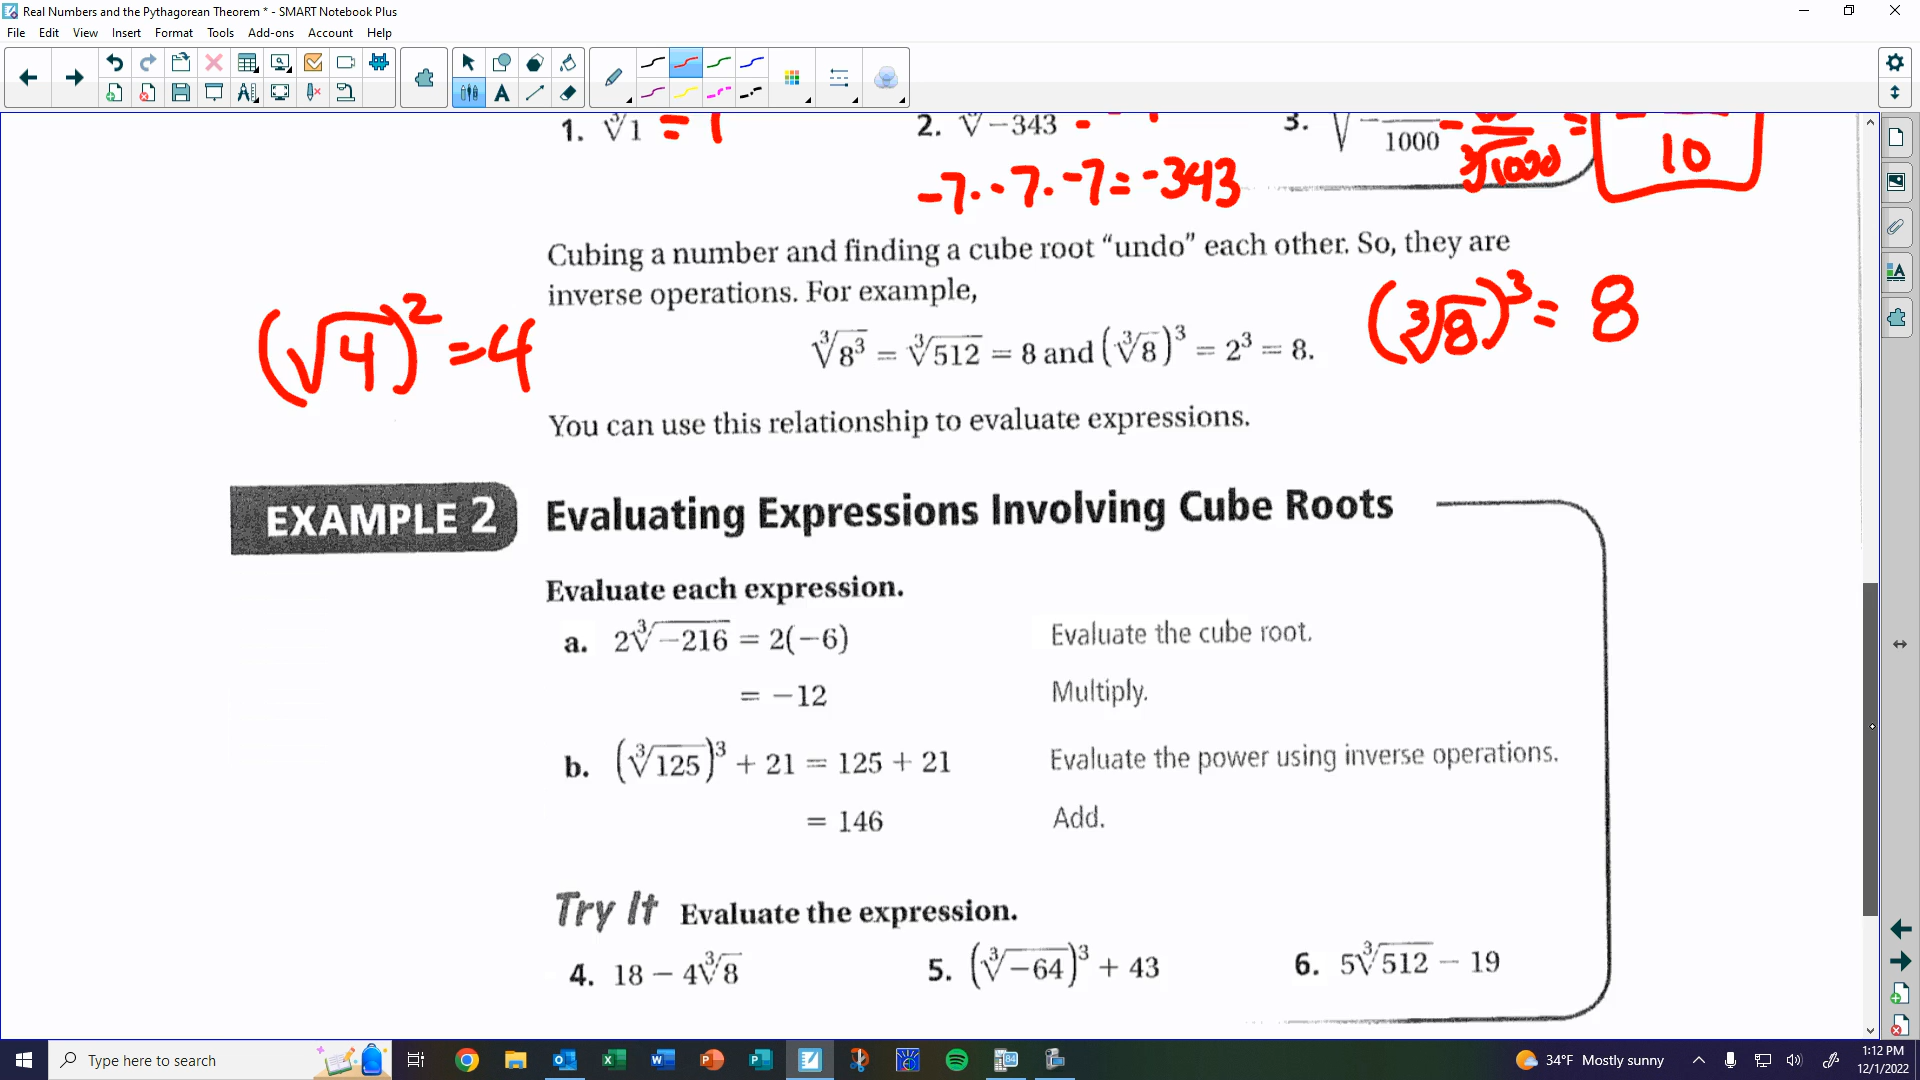 Real Numbers and the Pythagorean Theorem * - SMART Notebook Plus
File Edit View Insert Format Tools Add-ons Account Help
1. ∛1 = 1
2. ∛-343 =
3. 1000 - ∛1000 = 10
-7 · -7 · -7 = -343
Cubing a number and finding a cube root “undo” each other. So, they are
inverse operations. For example,
(√4)² = 4
∛8³ = ∛512 = 8 and (∛8)³ = 2³ = 8.
(∛8)³ = 8
You can use this relationship to evaluate expressions.
EXAMPLE 2 Evaluating Expressions Involving Cube Roots
Evaluate each expression.
a. 2∛-216 = 2(-6) Evaluate the cube root.
= -12 Multiply.
b. (∛125)³ + 21 = 125 + 21 Evaluate the power using inverse operations.
= 146 Add.
Try It Evaluate the expression.
4. 18 - 4∛8 5. (∛-64)³ + 43 6. 5∛512 - 19
Type here to search
34°F Mostly sunny
1:12 PM
12/1/2022